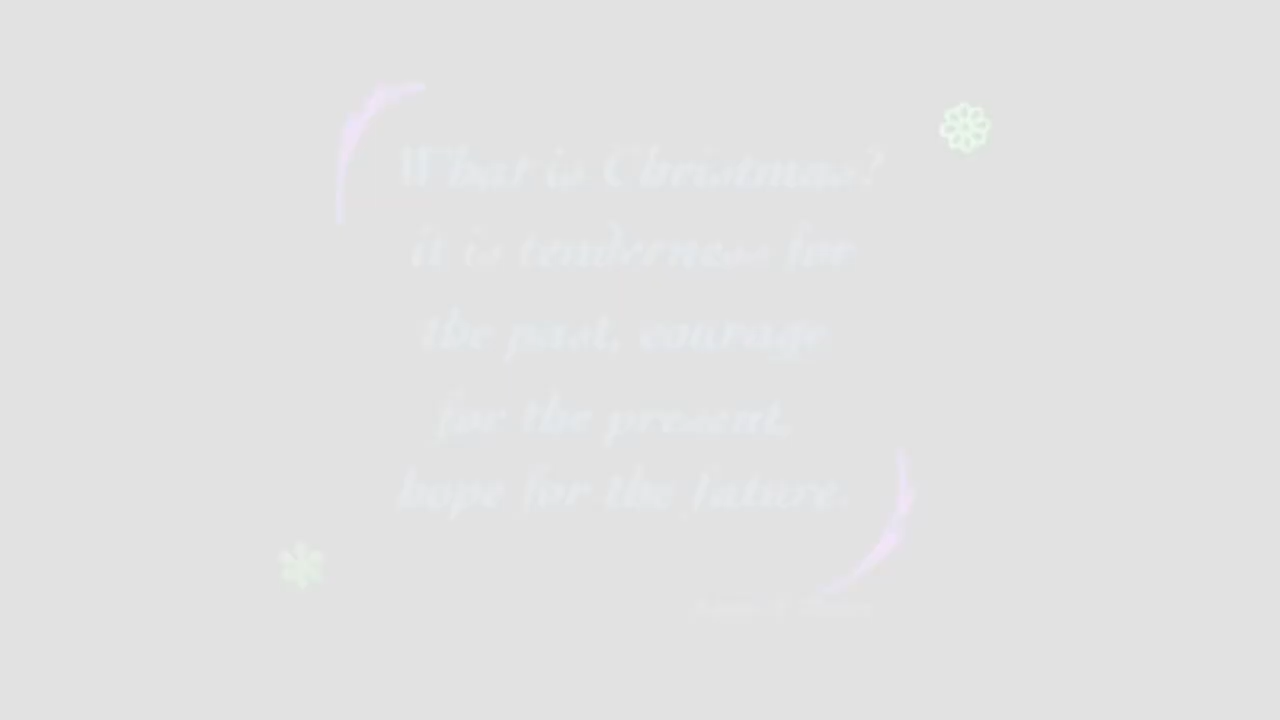 What is Christmas?
it is tenderness for
the past, courage
for the present,
hope for the future.